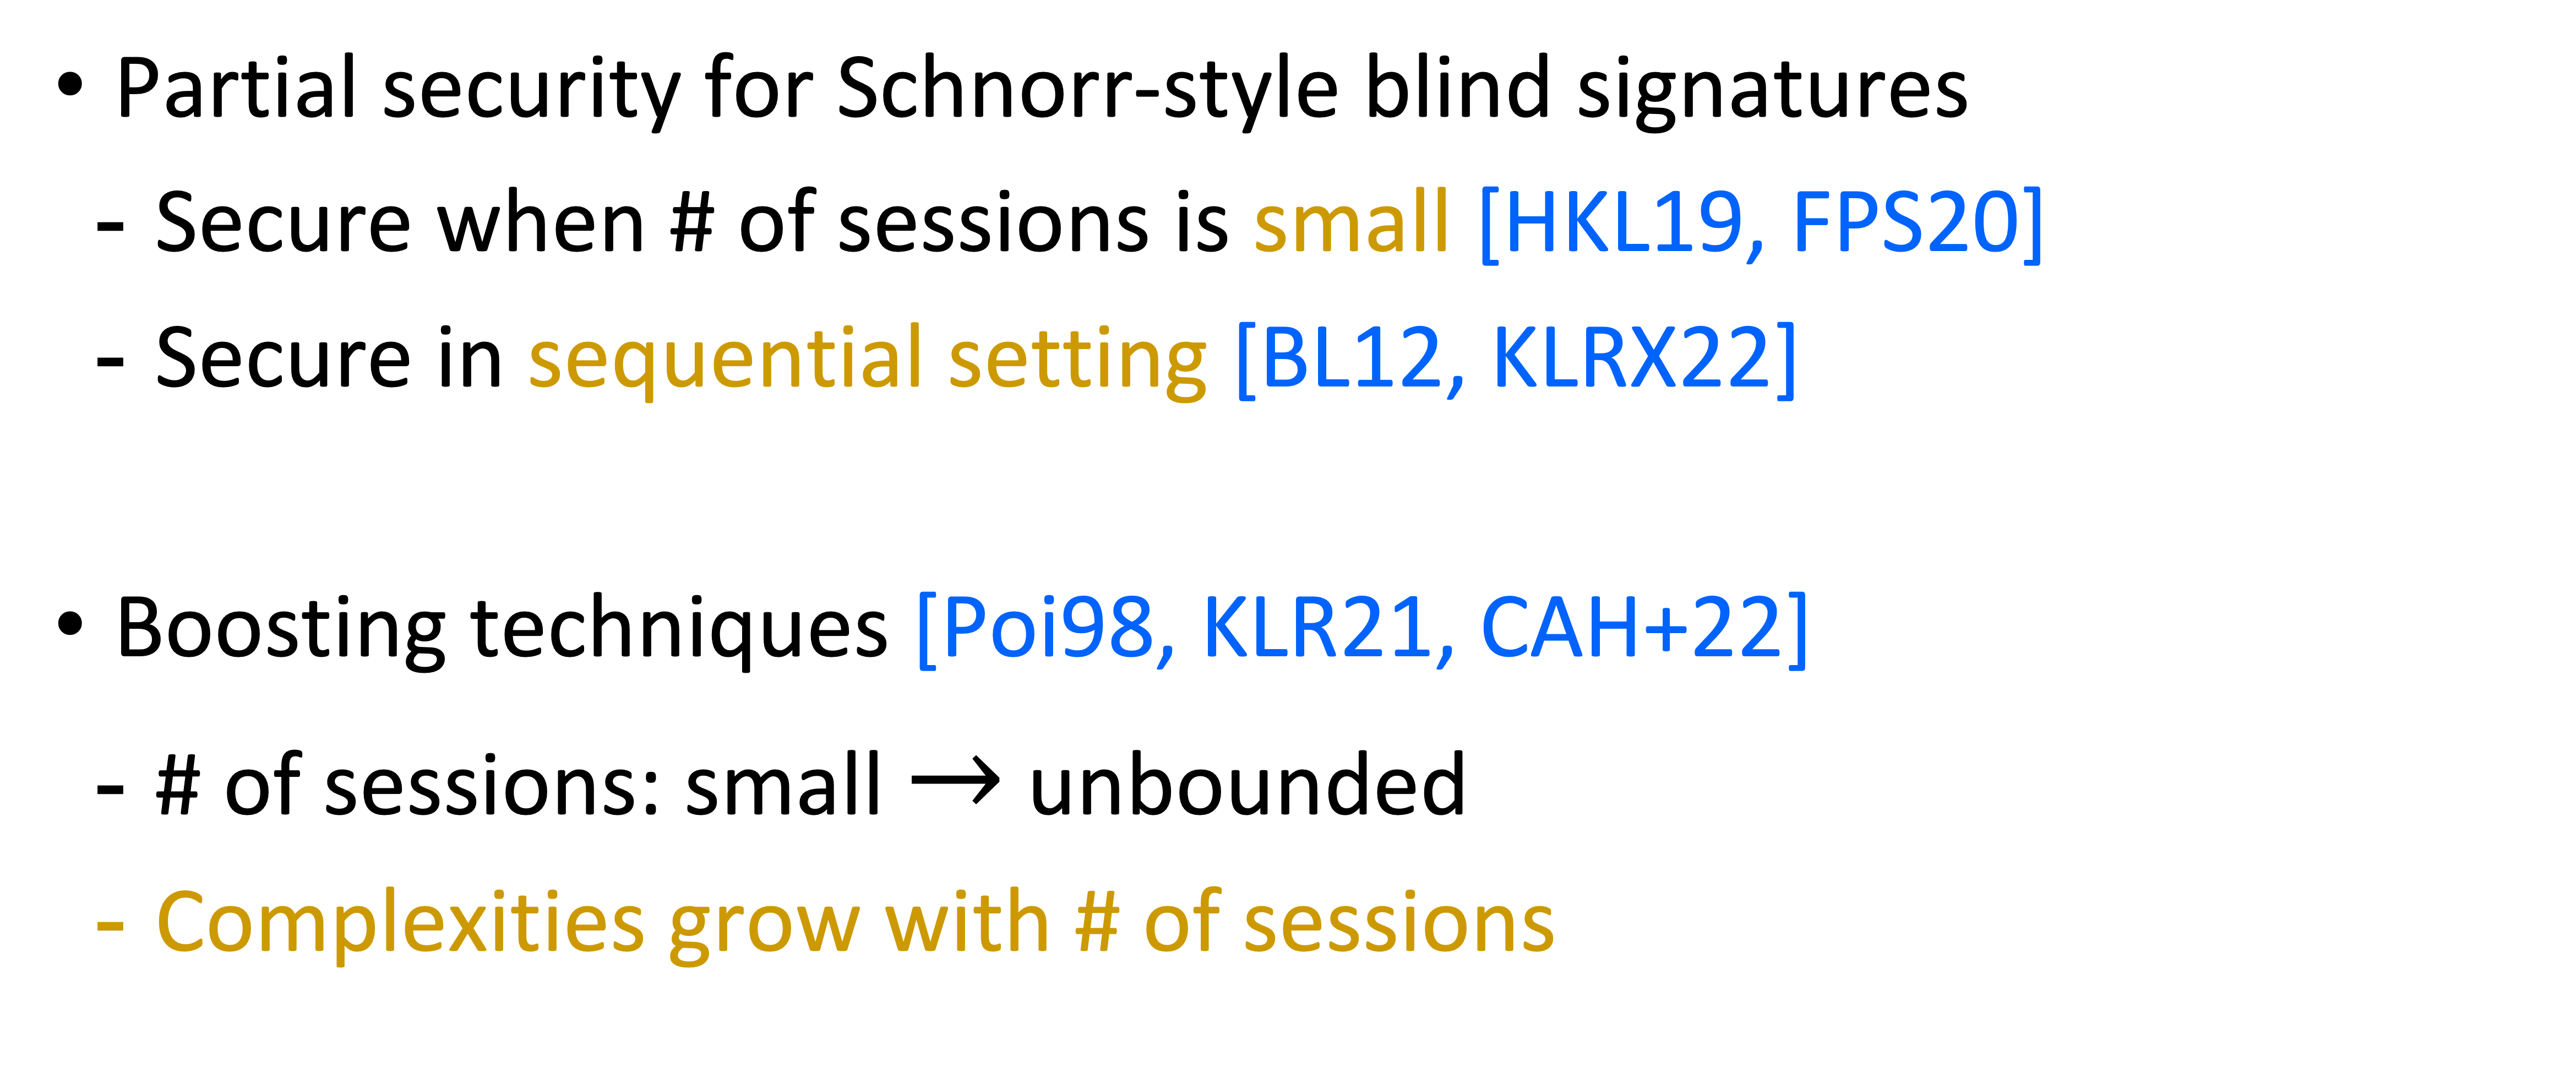 • Partial security for Schnorr-style blind signatures
- Secure when # of sessions is small [HKL19, FPS20]
- Secure in sequential setting [BL12, KLRX22]
• Boosting techniques [Poi98, KLR21, CAH+22]
- # of sessions: small → unbounded
- Complexities grow with # of sessions